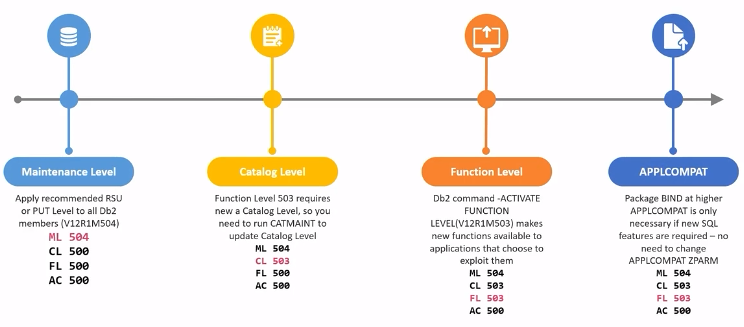 Maintenance Level
Apply recommended RSU
or PUT Level to all Db2
members (V12R1M504)
ML 504
CL 500
FL 500
AC 500
Catalog Level
Function Level 503 requires
new a Catalog Level, so you
need to run CATMAINT to
update Catalog Level
ML 504
CL 503
FL 500
AC 500
Function Level
Db2 command -ACTIVATE
FUNCTION
LEVEL(V12R1M503) makes
new functions available to
applications that choose to
exploit them
ML 504
CL 503
FL 503
AC 500
APPLCOMPAT
Package BIND at higher
APPLCOMPAT is only
necessary if new SQL
features are required – no
need to change
APPLCOMPAT ZPARM
ML 504
CL 503
FL 503
AC 500